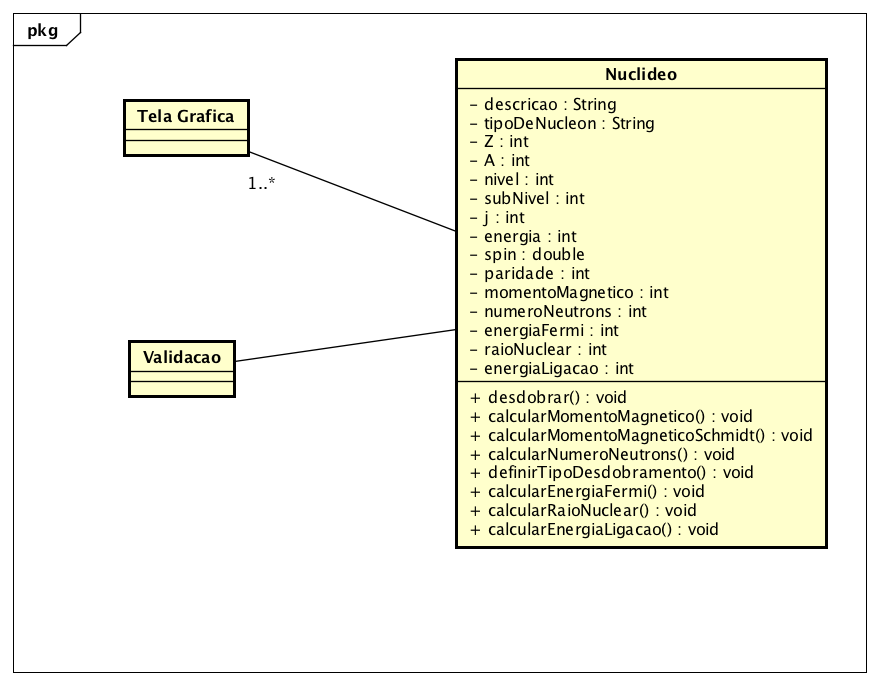 pkg
Tela Grafica
1..*
Validacao
Nuclideo
- descricao : String
- tipoDeNucleon : String
- Z : int
- A : int
- nivel : int
- subNivel : int
- j : int
- energia : int
- spin : double
- paridade : int
- momentoMagnetico : int
- numeroNeutrons : int
- energiaFermi : int
- raioNuclear : int
- energiaLigacao : int
+ desdobrar() : void
+ calcularMomentoMagnetico() : void
+ calcularMomentoMagneticoSchmidt() : void
+ calcularNumeroNeutrons() : void
+ definirTipoDesdobramento() : void
+ calcularEnergiaFermi() : void
+ calcularRaioNuclear() : void
+ calcularEnergiaLigacao() : void